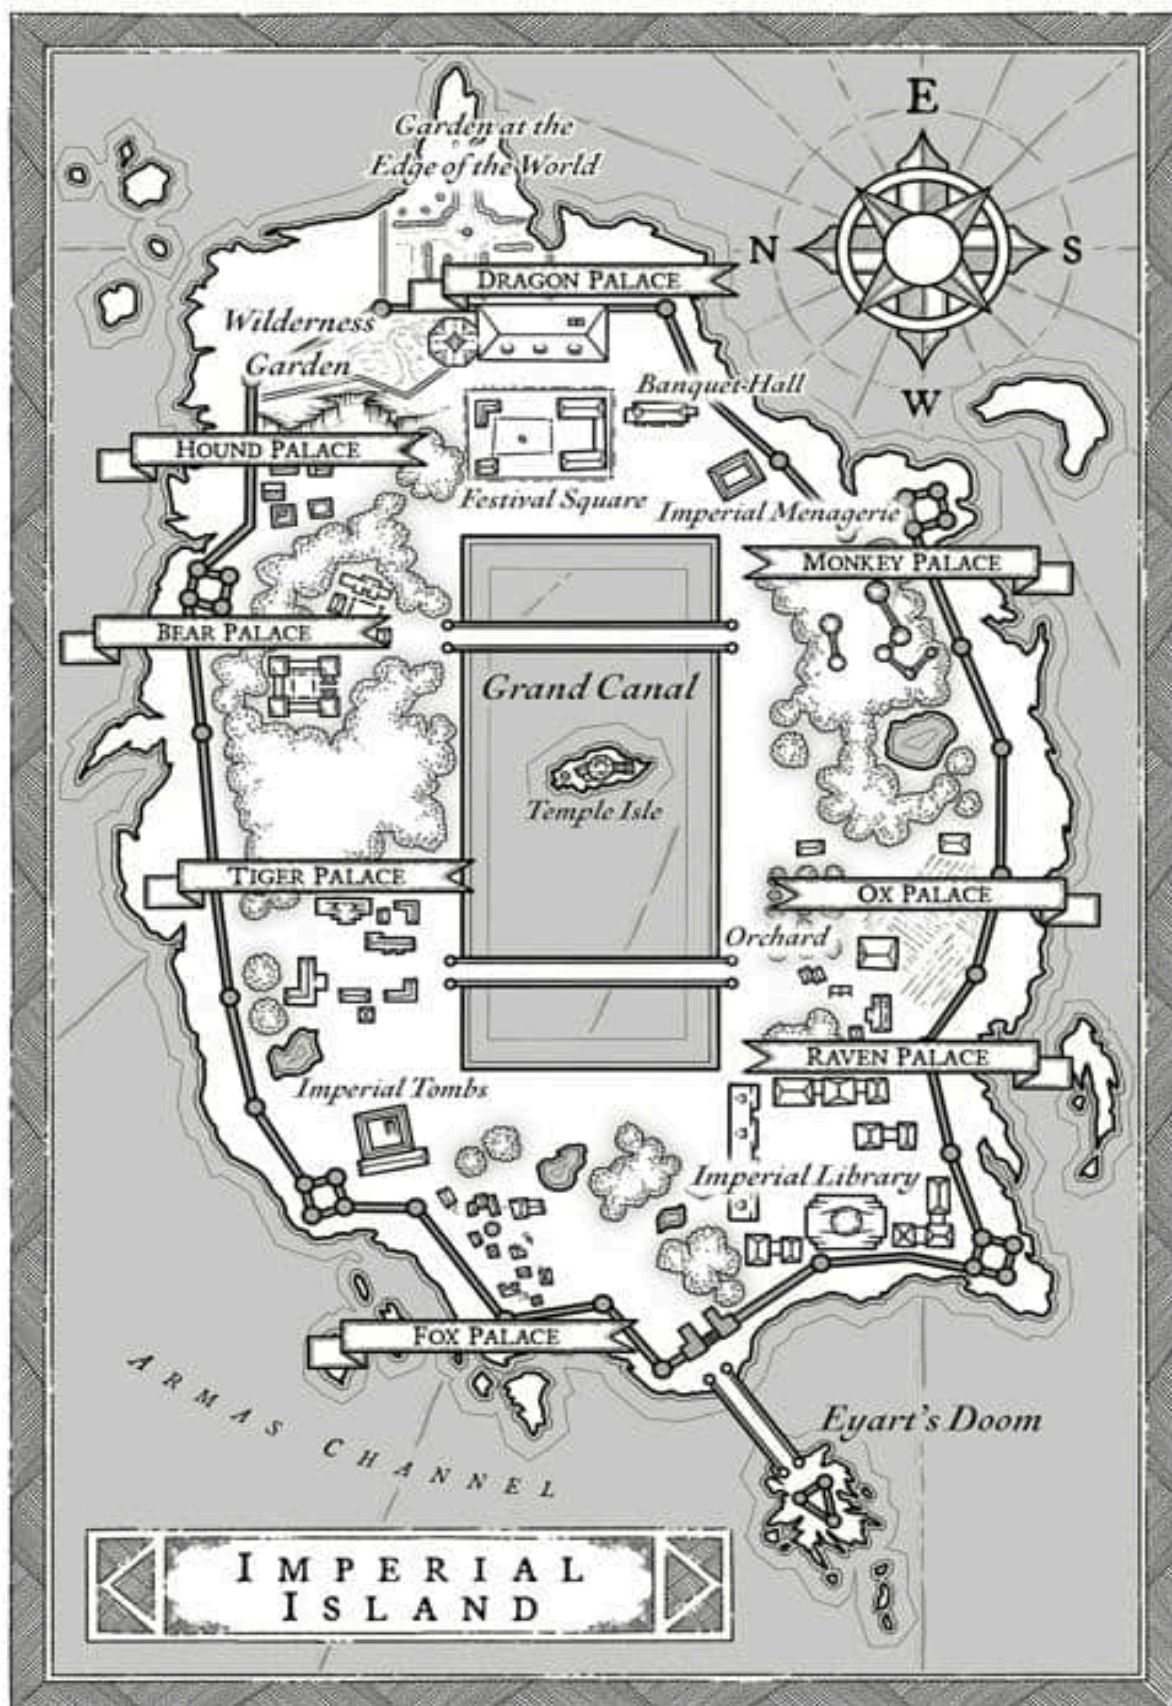 E
Garden at the
Edge of the World
N
S
DRAGON PALACE
Wilderness
Garden
W
Banquet Hall
HOUND PALACE
Festival Square
Imperial Menagerie
MONKEY PALACE
BEAR PALACE
Grand Canal
Temple Isle
TIGER PALACE
OX PALACE
Orchard
RAVEN PALACE
Imperial Tombs
Imperial Library
FOX PALACE
ARMAS CHANNEL
Eyart's Doom
IMPERIAL
ISLAND